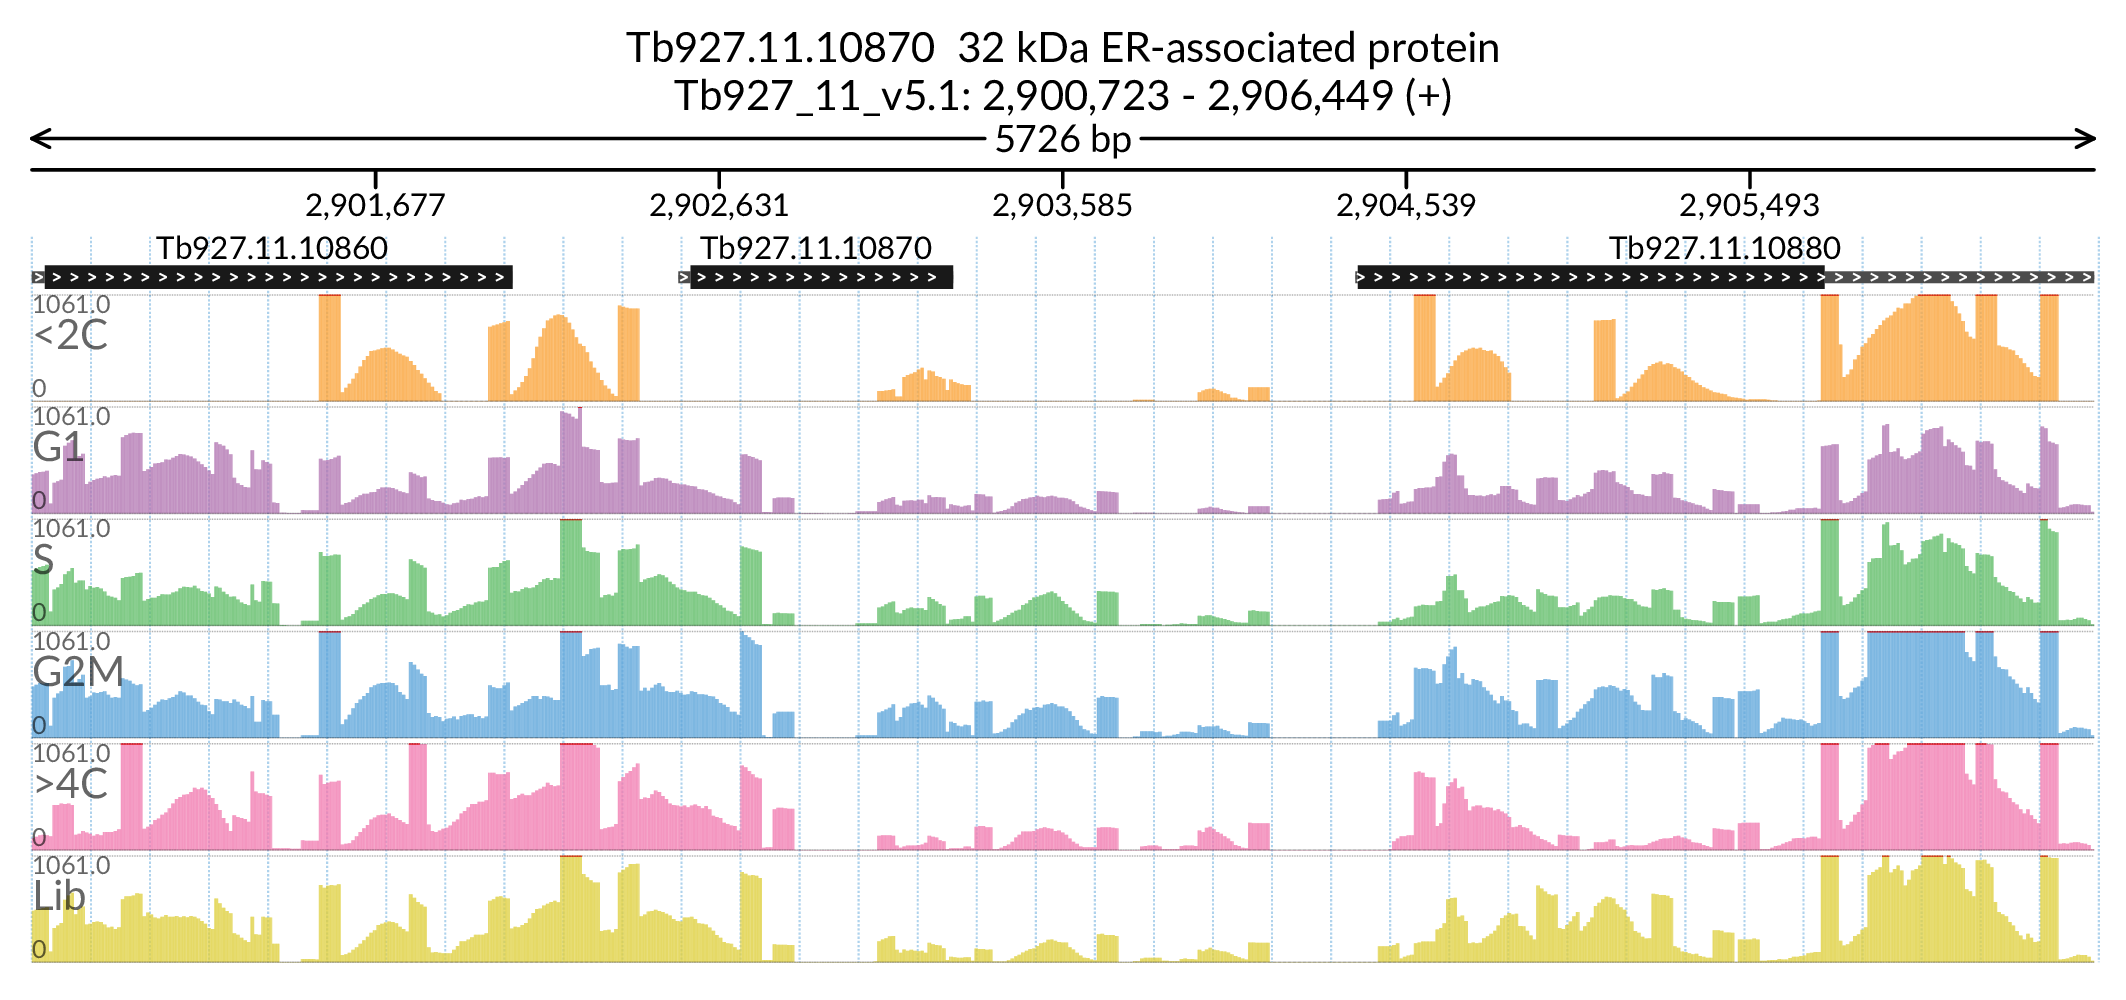 Tb927.11.10870  32 kDa ER-associated protein
Tb927_11_v5.1: 2,900,723 - 2,906,449 (+)
5726 bp
2,901,677 2,902,631 2,903,585 2,904,539 2,905,493
Tb927.11.10860 Tb927.11.10870 Tb927.11.10880
1061.0
<2C
0
1061.0
G1
0
1061.0
S
0
1061.0
G2M
0
1061.0
>4C
0
1061.0
Lib
0